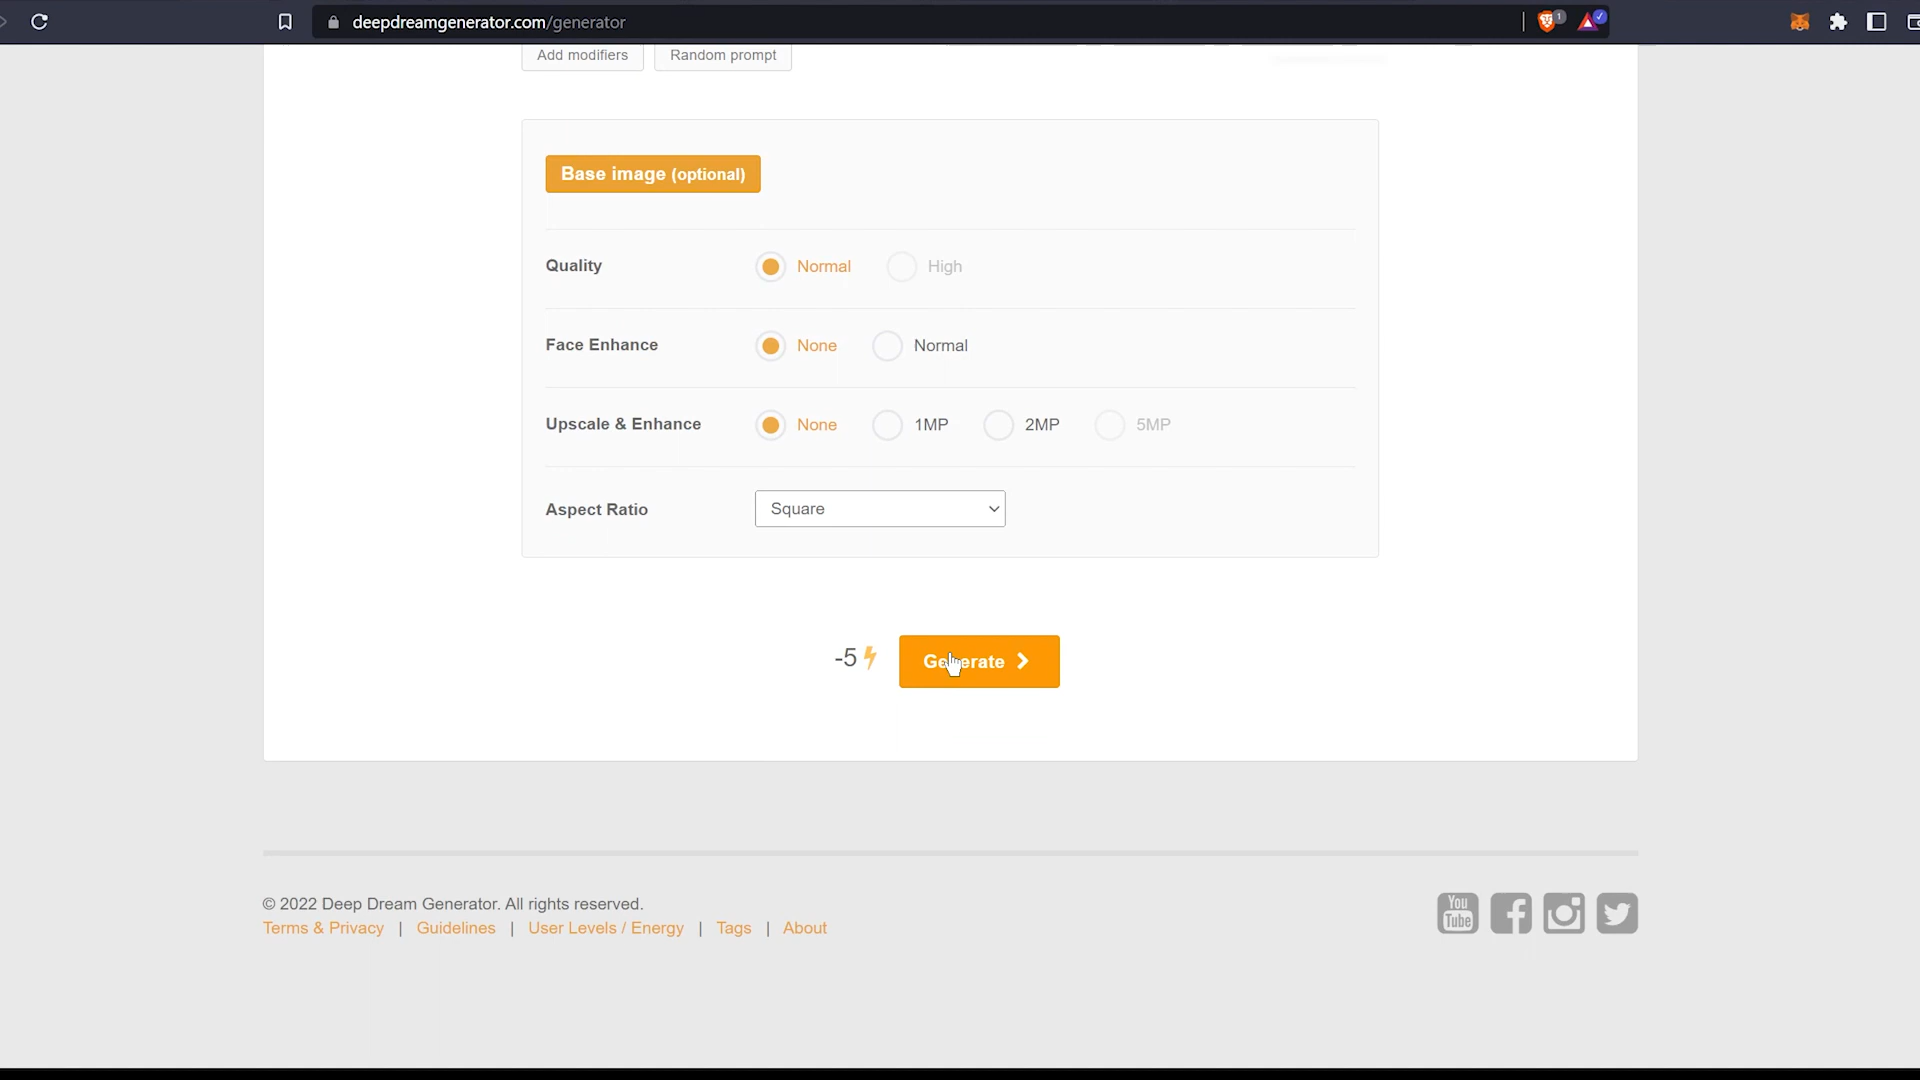 deepdreamgenerator.com/generator
1
Add modifiers
Random prompt
Base image (optional)
Quality
Normal
High
Face Enhance
None
Normal
Upscale & Enhance
None
1MP
2MP
5MP
Aspect Ratio
Square
-5
Generate
© 2022 Deep Dream Generator. All rights reserved.
Terms & Privacy | Guidelines | User Levels / Energy | Tags | About
You
Tube